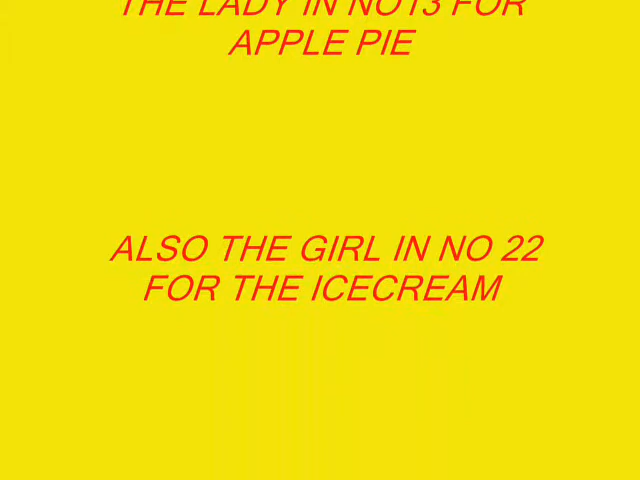 THE LADY IN NO13 FOR
APPLE PIE
ALSO THE GIRL IN NO 22
FOR THE ICECREAM